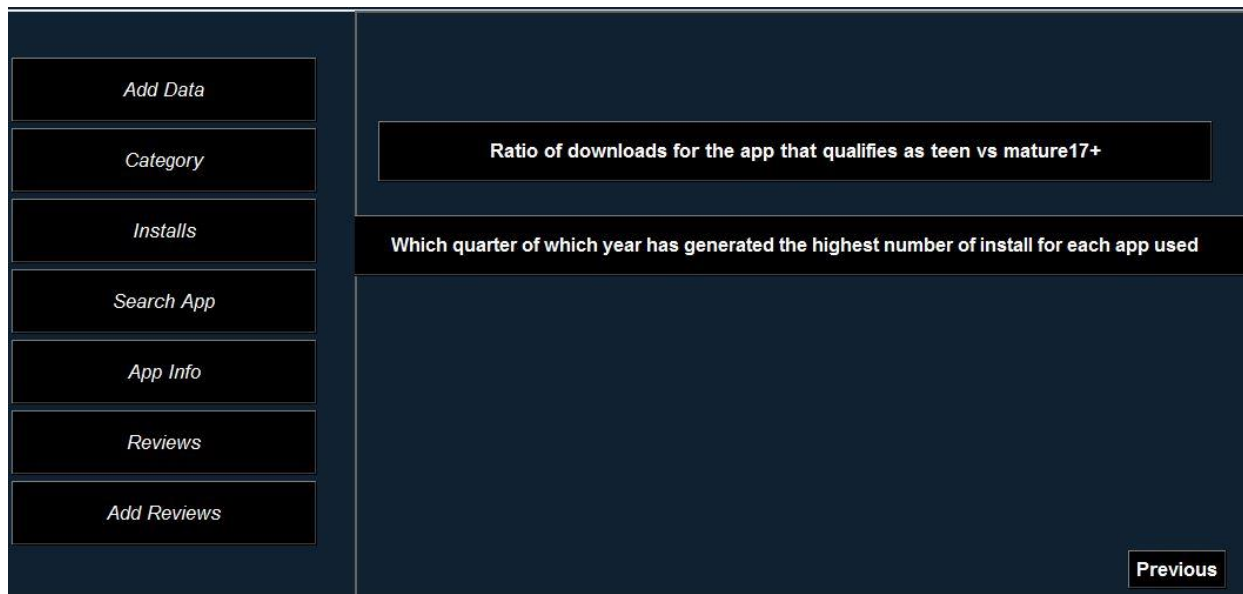 Add Data
Category
Installs
Search App
App Info
Reviews
Add Reviews
Ratio of downloads for the app that qualifies as teen vs mature17+
Which quarter of which year has generated the highest number of install for each app used
Previous